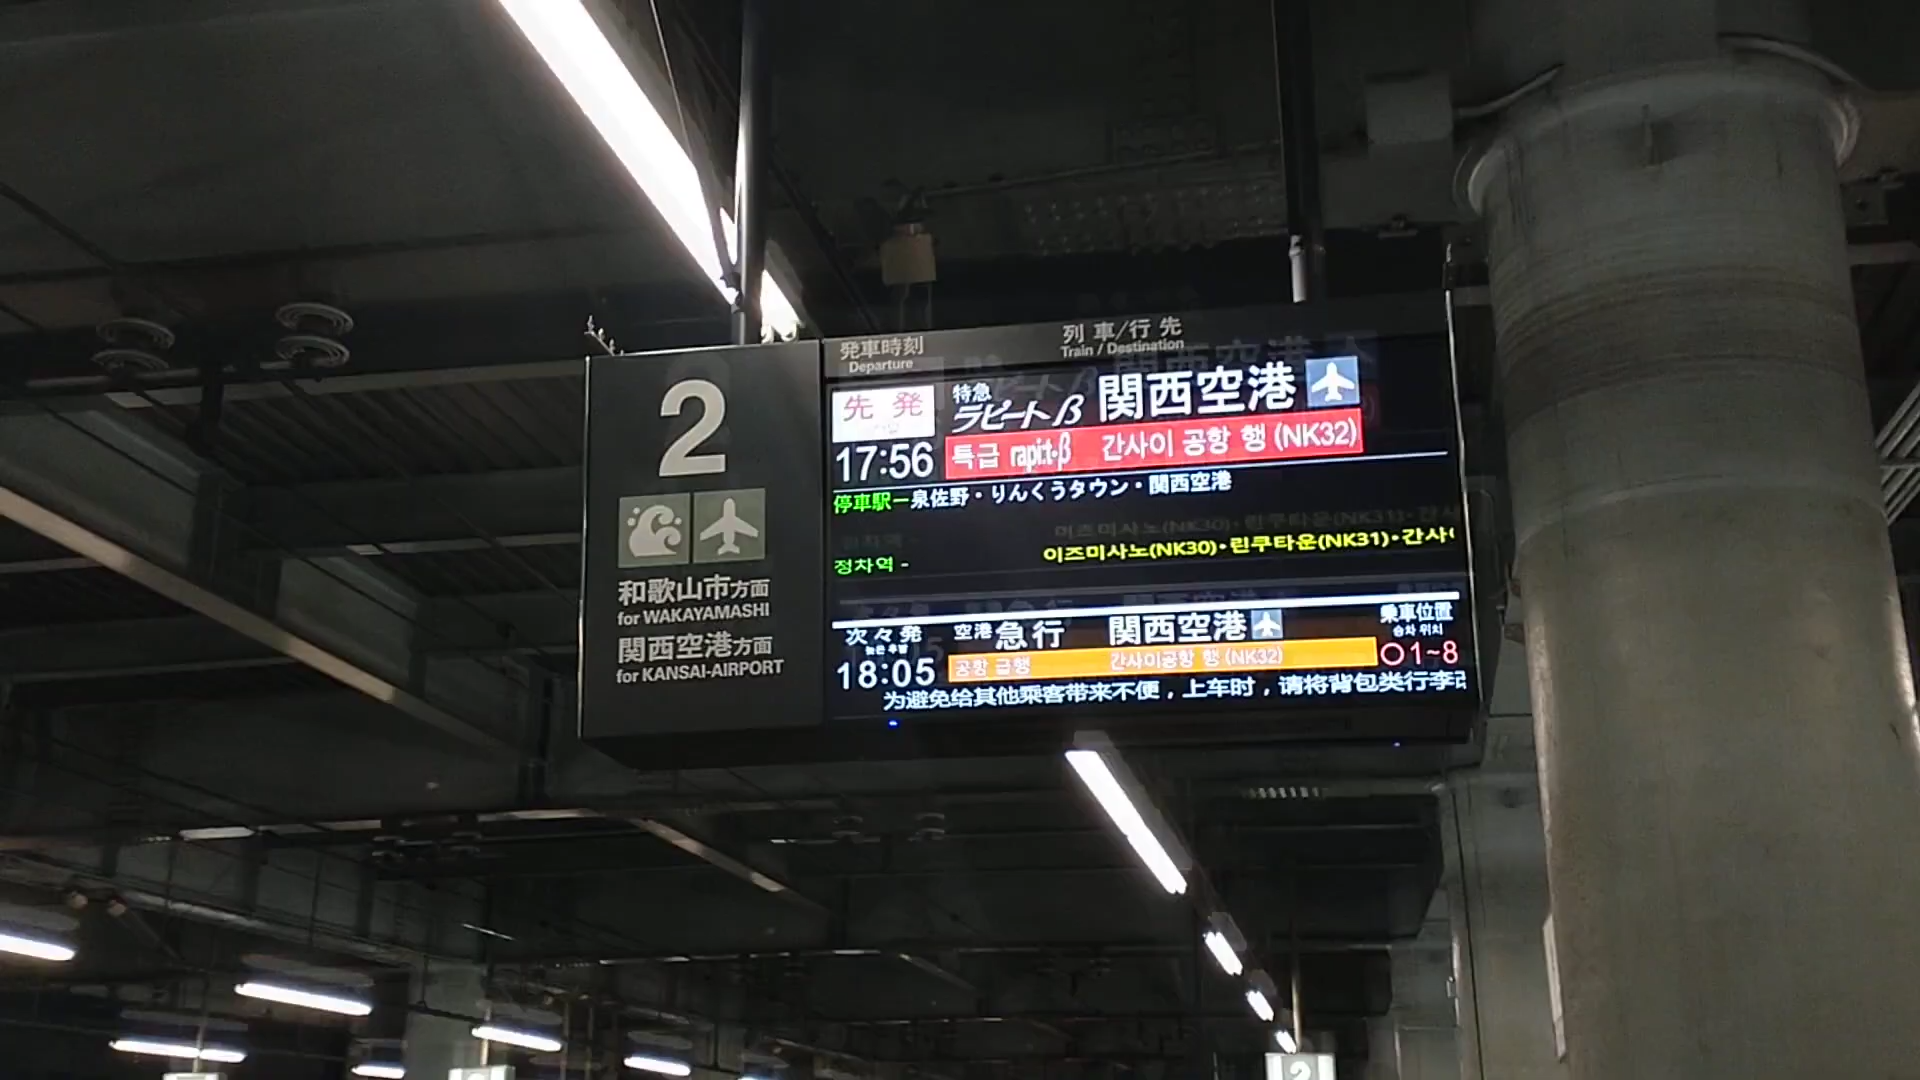 2
和歌山市方面
for WAKAYAMASHI
関西空港方面
for KANSAI-AIRPORT
発車時刻
Departure
列車/行先
Train / Destination
先発
17:56
特急
ラピートβ 関西空港
특급 rapi:t·β 간사이 공항 행 (NK32)
停車駅ー泉佐野・りんくうタウン・関西空港
정차역 - 이즈미사노(NK30)·린쿠타운(NK31)·간사
次々発
18:05
空港急行 関西空港
공항 급행 간사이공항 행 (NK32)
乗車位置
승차 위치
○1~8
为避免给其他乘客带来不便，上车时，请将背包类行李
2